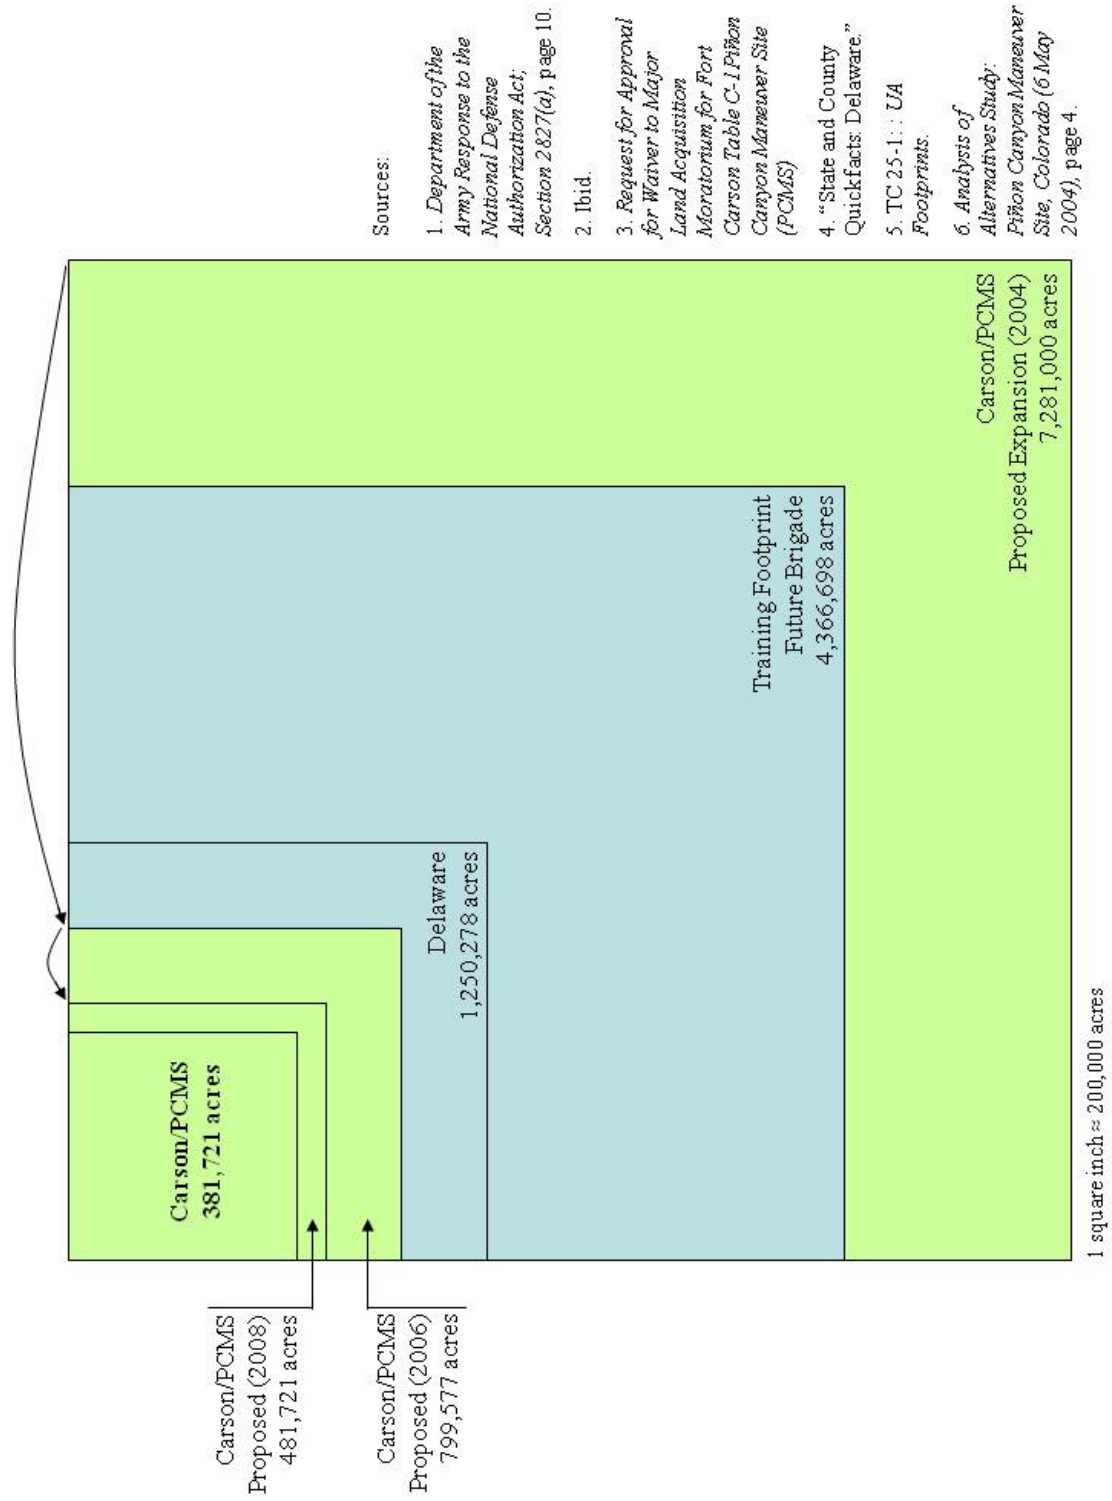 Carson/PCMS
Proposed (2008)
481,721 acres
Carson/PCMS
Proposed (2006)
799,577 acres
Carson/PCMS
381,721 acres
Delaware
1,250,278 acres
Training Footprint
Future Brigade
4,366,698 acres
Carson/PCMS
Proposed Expansion (2004)
7,281,000 acres
1 square inch ≈ 200,000 acres
Sources:
1. Department of the
Army Response to the
National Defense
Authorization Act;
Section 2827(a), page 10.
2. Ibid.
3. Request for Approval
for Waiver to Major
Land Acquisition
Moratorium for Fort
Carson Table C-1 Piñon
Canyon Maneuver Site
(PCMS)
4. “State and County
Quickfacts: Delaware.”
5. TC 25-1: : UA
Footprints.
6. Analysis of
Alternatives Study:
Piñon Canyon Maneuver
Site, Colorado (6 May
2004), page 4.